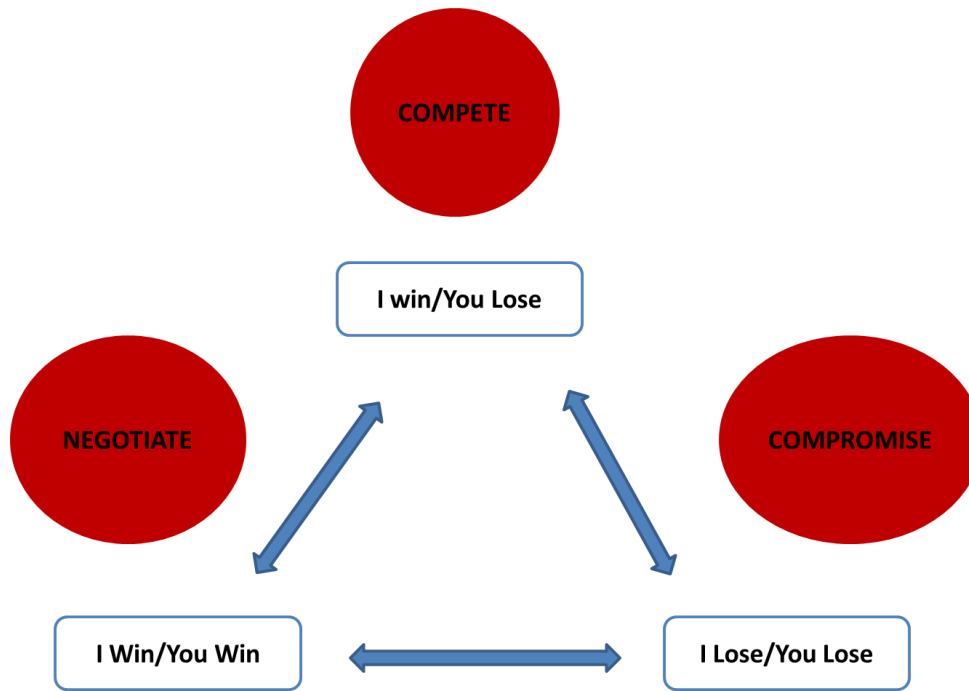 COMPETE
I win/You Lose
NEGOTIATE
COMPROMISE
I Win/You Win
I Lose/You Lose